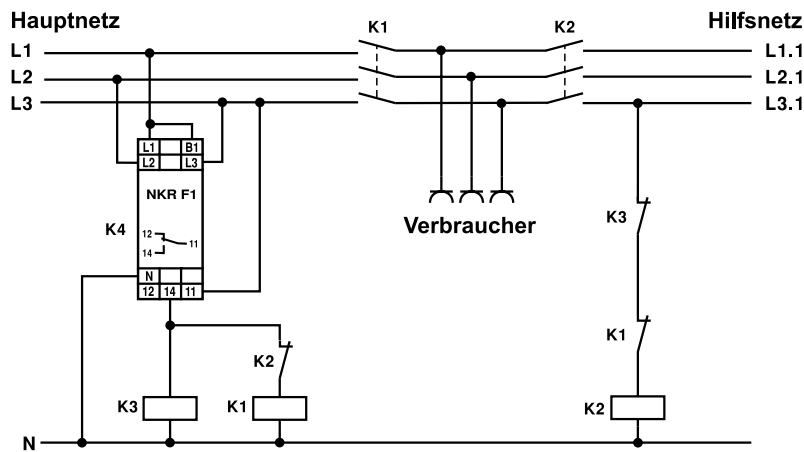 Hauptnetz
K1
K2
Hilfsnetz
L1
L1.1
L2
L2.1
L3
L3.1
L1
B1
L2
L3
NKR F1
K4
12
11
14
N
12
14
11
Verbraucher
K3
K1
K2
K3
K1
K2
N